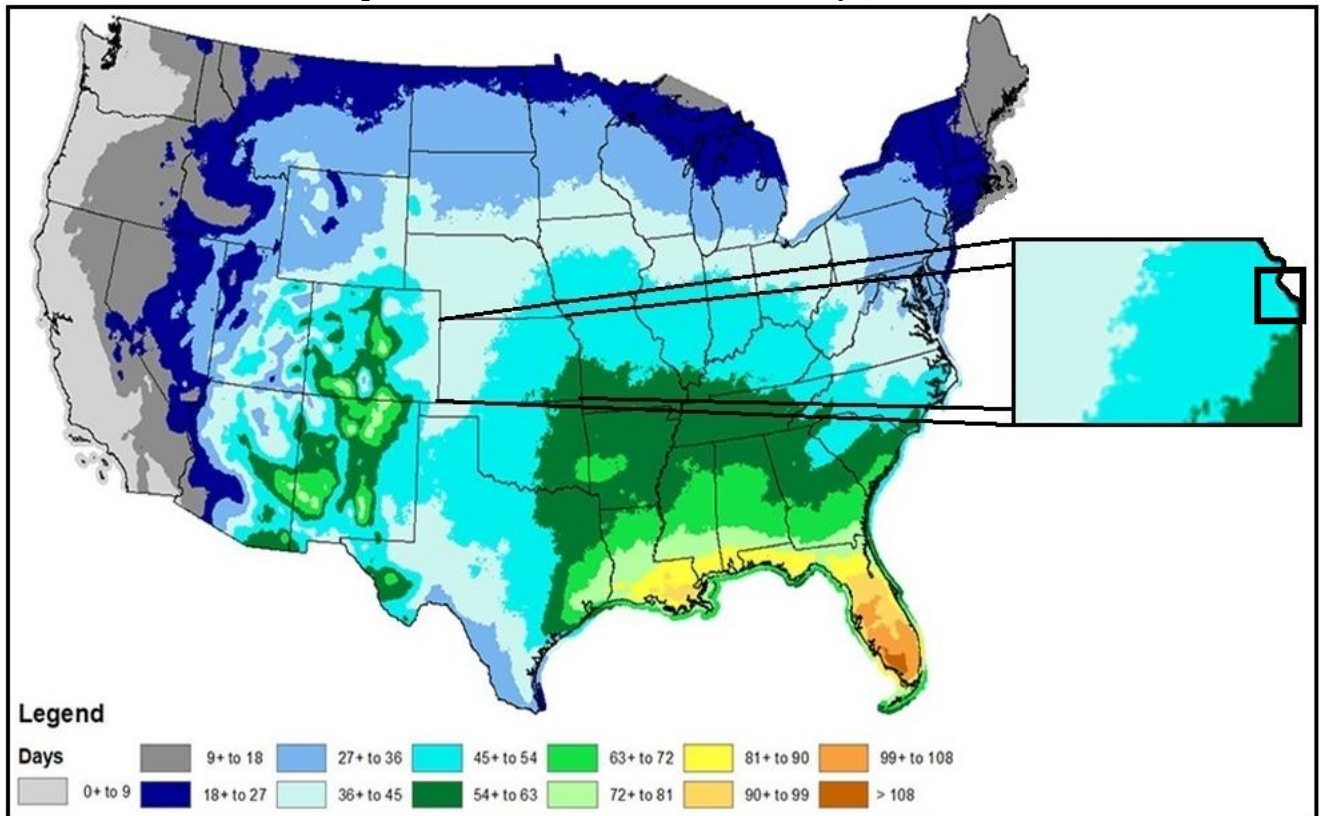 Legend
Days
9+ to 18
27+ to 36
45+ to 54
63+ to 72
81+ to 90
99+ to 108
0+ to 9
18+ to 27
36+ to 45
54+ to 63
72+ to 81
90+ to 99
> 108